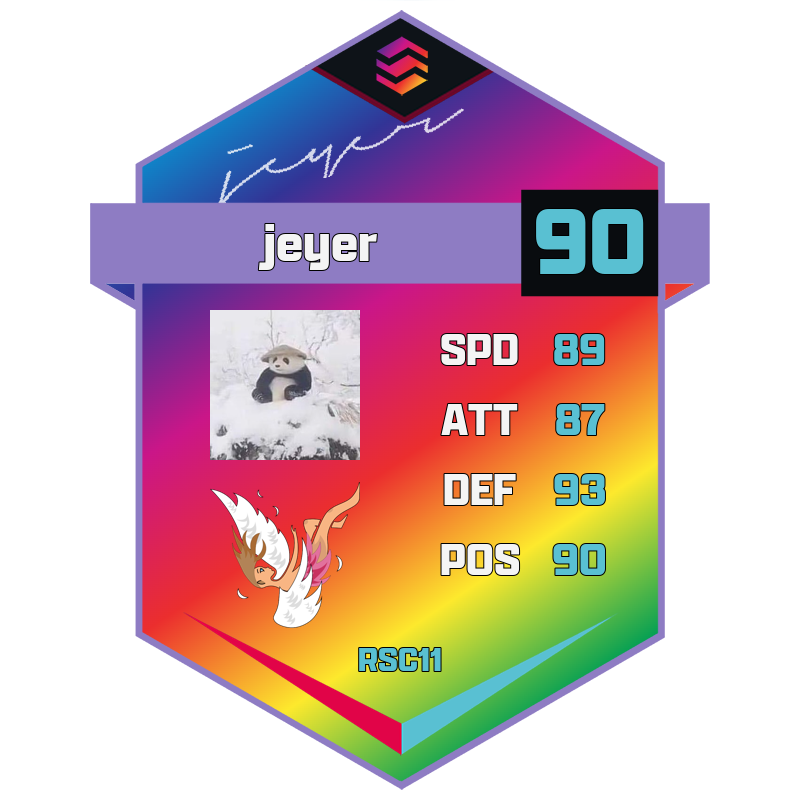 jeyer
jeyer 90
SPD 89
ATT 87
DEF 93
POS 90
RSC11